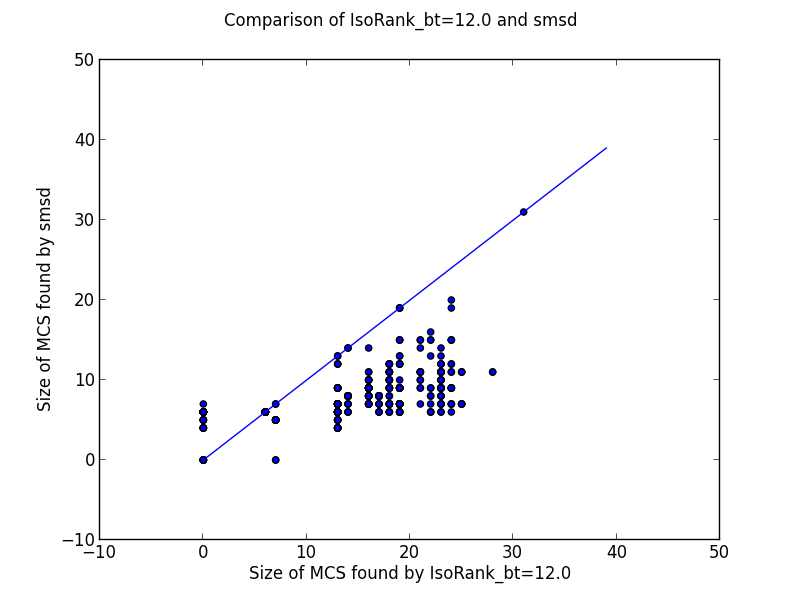 Comparison of IsoRank_bt=12.0 and smsd
50
40
30
20
10
0
−10
Size of MCS found by smsd
−10 0 10 20 30 40 50
Size of MCS found by IsoRank_bt=12.0